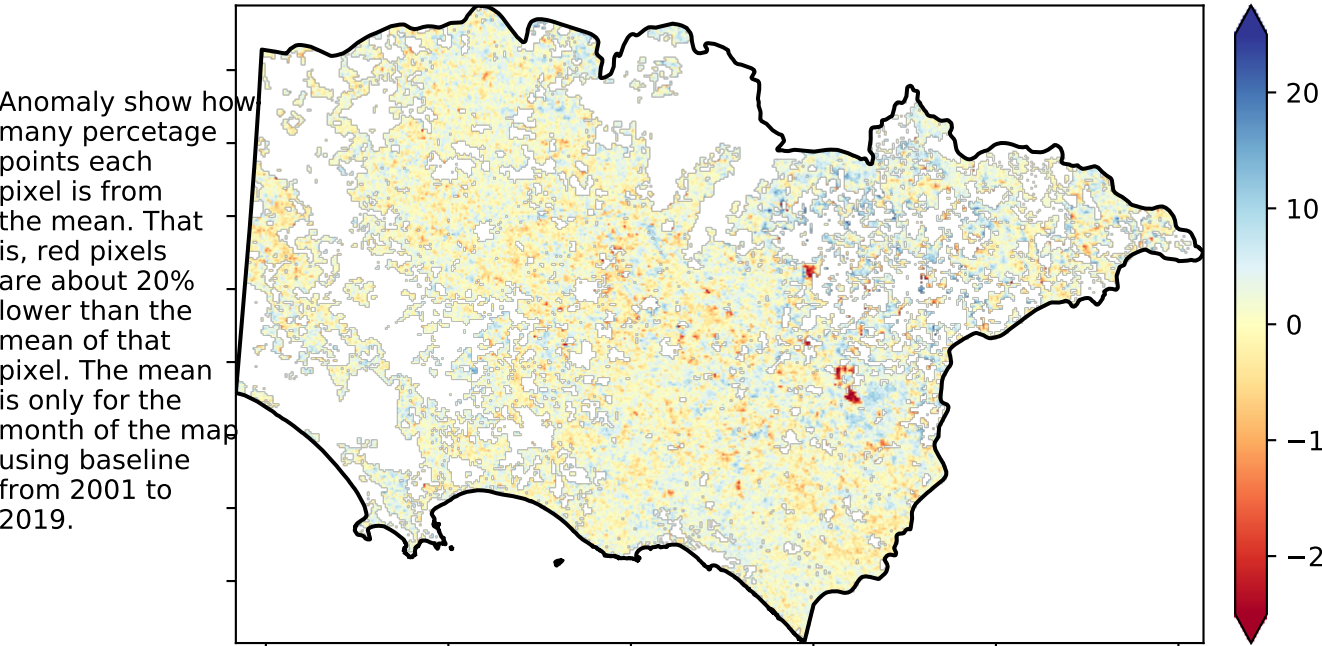 Anomaly show how
many percetage
points each
pixel is from
the mean. That
is, red pixels
are about 20%
lower than the
mean of that
pixel. The mean
is only for the
month of the map
using baseline
from 2001 to
2019.
20
10
0
−1
−2